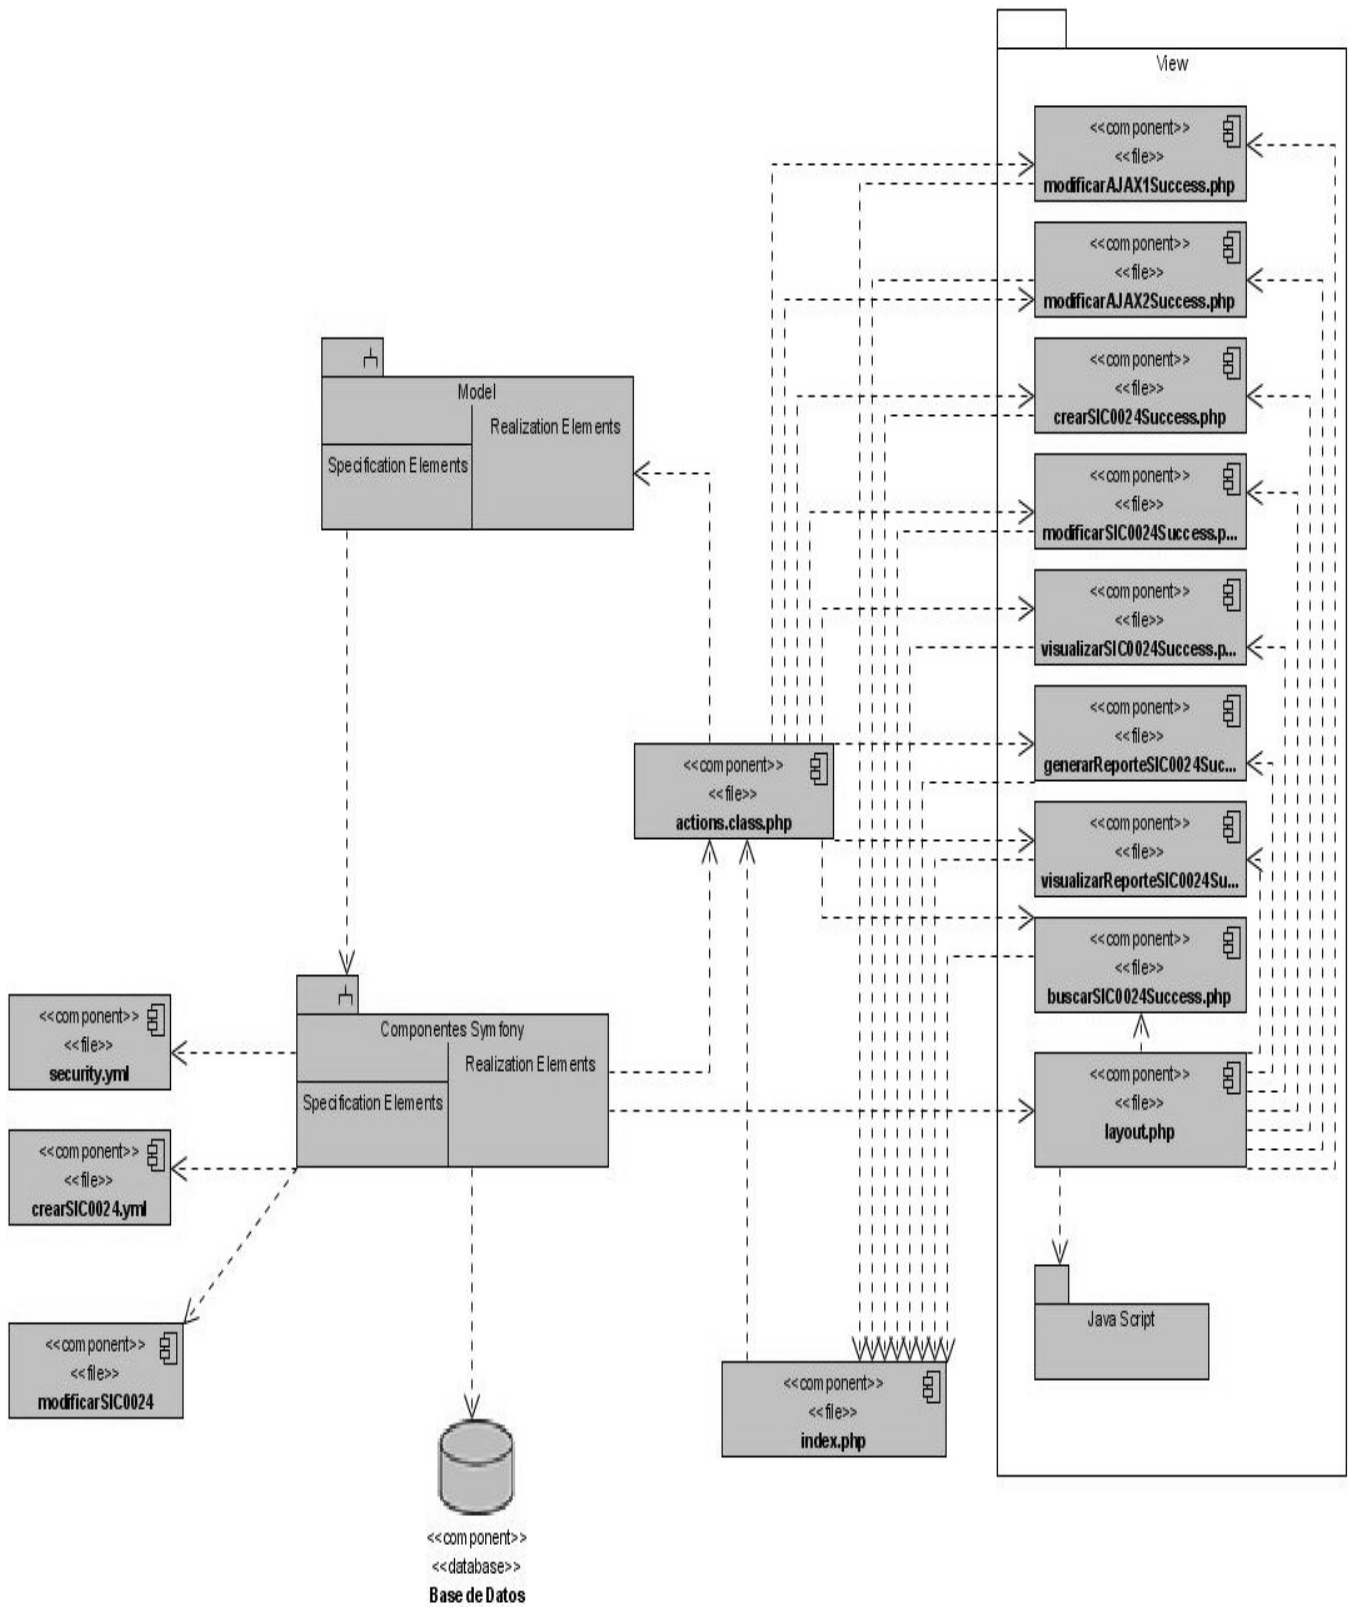 View
<<component>>
<<file>>
modificarAJAX1Success.php
<<component>>
<<file>>
modificarAJAX2Success.php
<<component>>
<<file>>
crearSIC0024Success.php
<<component>>
<<file>>
modificarSIC0024Success.p...
<<component>>
<<file>>
visualizarSIC0024Success.p...
<<component>>
<<file>>
generarReporteSIC0024Suc...
<<component>>
<<file>>
visualizarReporteSIC0024Su...
<<component>>
<<file>>
buscarSIC0024Success.php
<<component>>
<<file>>
layout.php
Java Script
Model
Realization Elements
Specification Elements
<<component>>
<<file>>
actions.class.php
Componentes Symfony
Realization Elements
Specification Elements
<<component>>
<<file>>
security.yml
<<component>>
<<file>>
crearSIC0024.yml
<<component>>
<<file>>
modificarSIC0024
<<component>>
<<file>>
index.php
<<component>>
<<database>>
Base de Datos